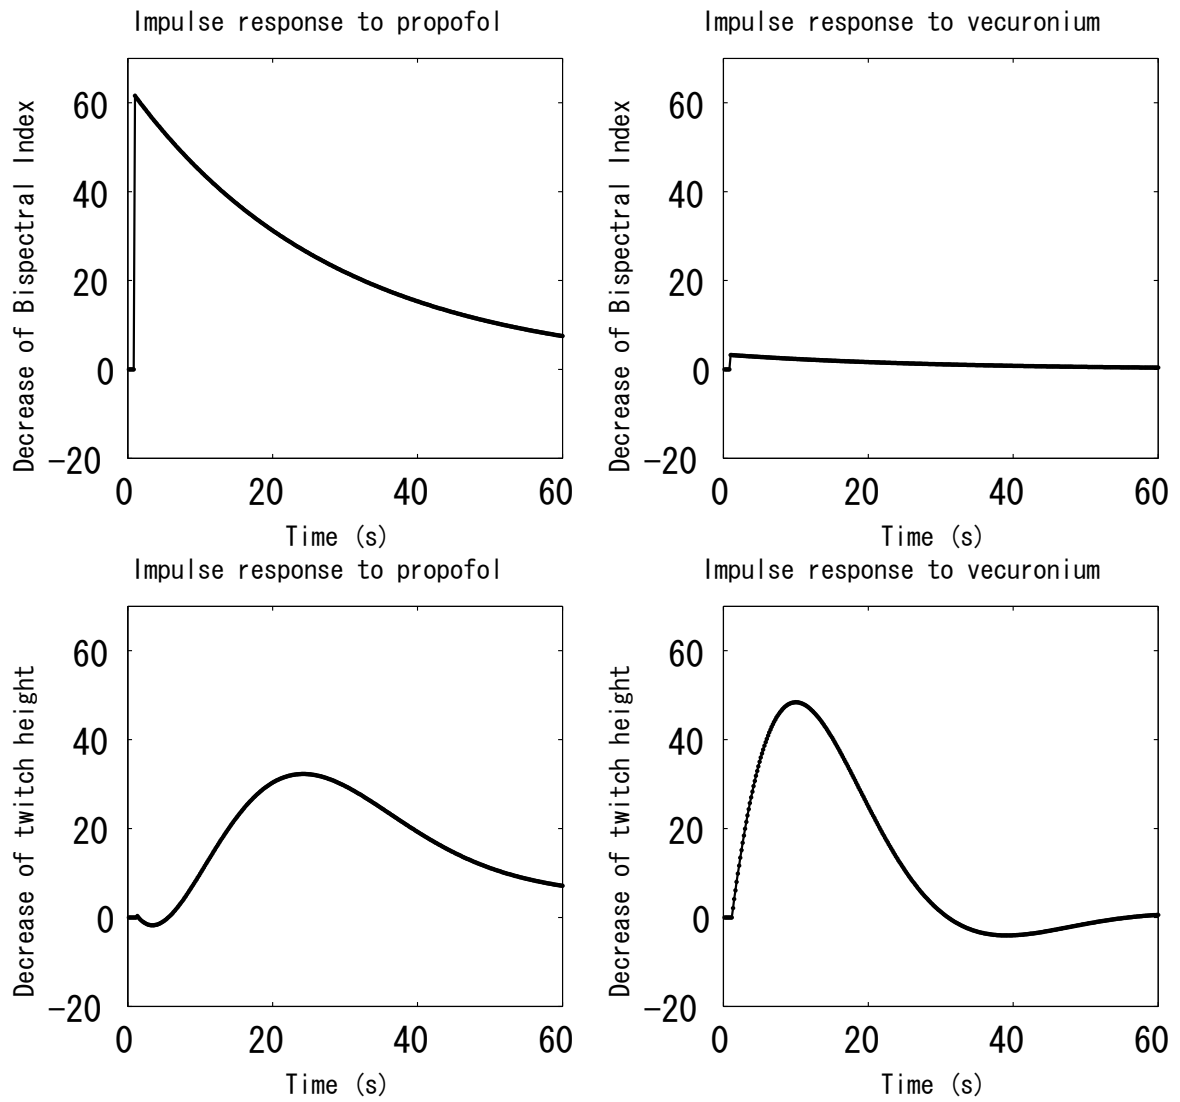 Impulse response to propofol
Decrease of Bispectral Index
60
40
20
0
-20
0 20 40 60
Time (s)
Impulse response to vecuronium
Decrease of Bispectral Index
60
40
20
0
-20
0 20 40 60
Time (s)
Impulse response to propofol
Decrease of twitch height
60
40
20
0
-20
0 20 40 60
Time (s)
Impulse response to vecuronium
Decrease of twitch height
60
40
20
0
-20
0 20 40 60
Time (s)